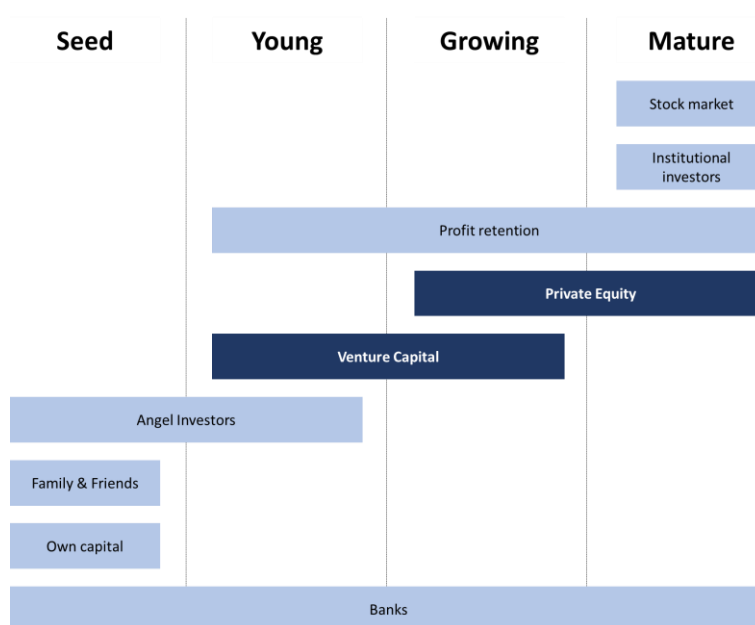 Seed Young Growing Mature
Stock market
Institutional
investors
Profit retention
Private Equity
Venture Capital
Angel Investors
Family & Friends
Own capital
Banks